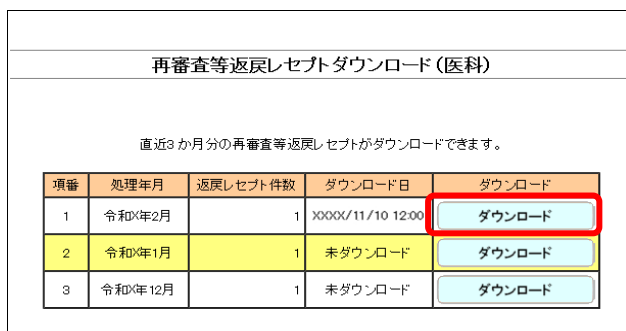 再審査等返戻レセプトダウンロード(医科)
直近3か月分の再審査等返戻レセプトがダウンロードできます。
項番 処理年月 返戻レセプト件数 ダウンロード日 ダウンロード
1 令和X年2月 1 XXXX/11/10 12:00 ダウンロード
2 令和X年1月 1 未ダウンロード ダウンロード
3 令和X年12月 1 未ダウンロード ダウンロード